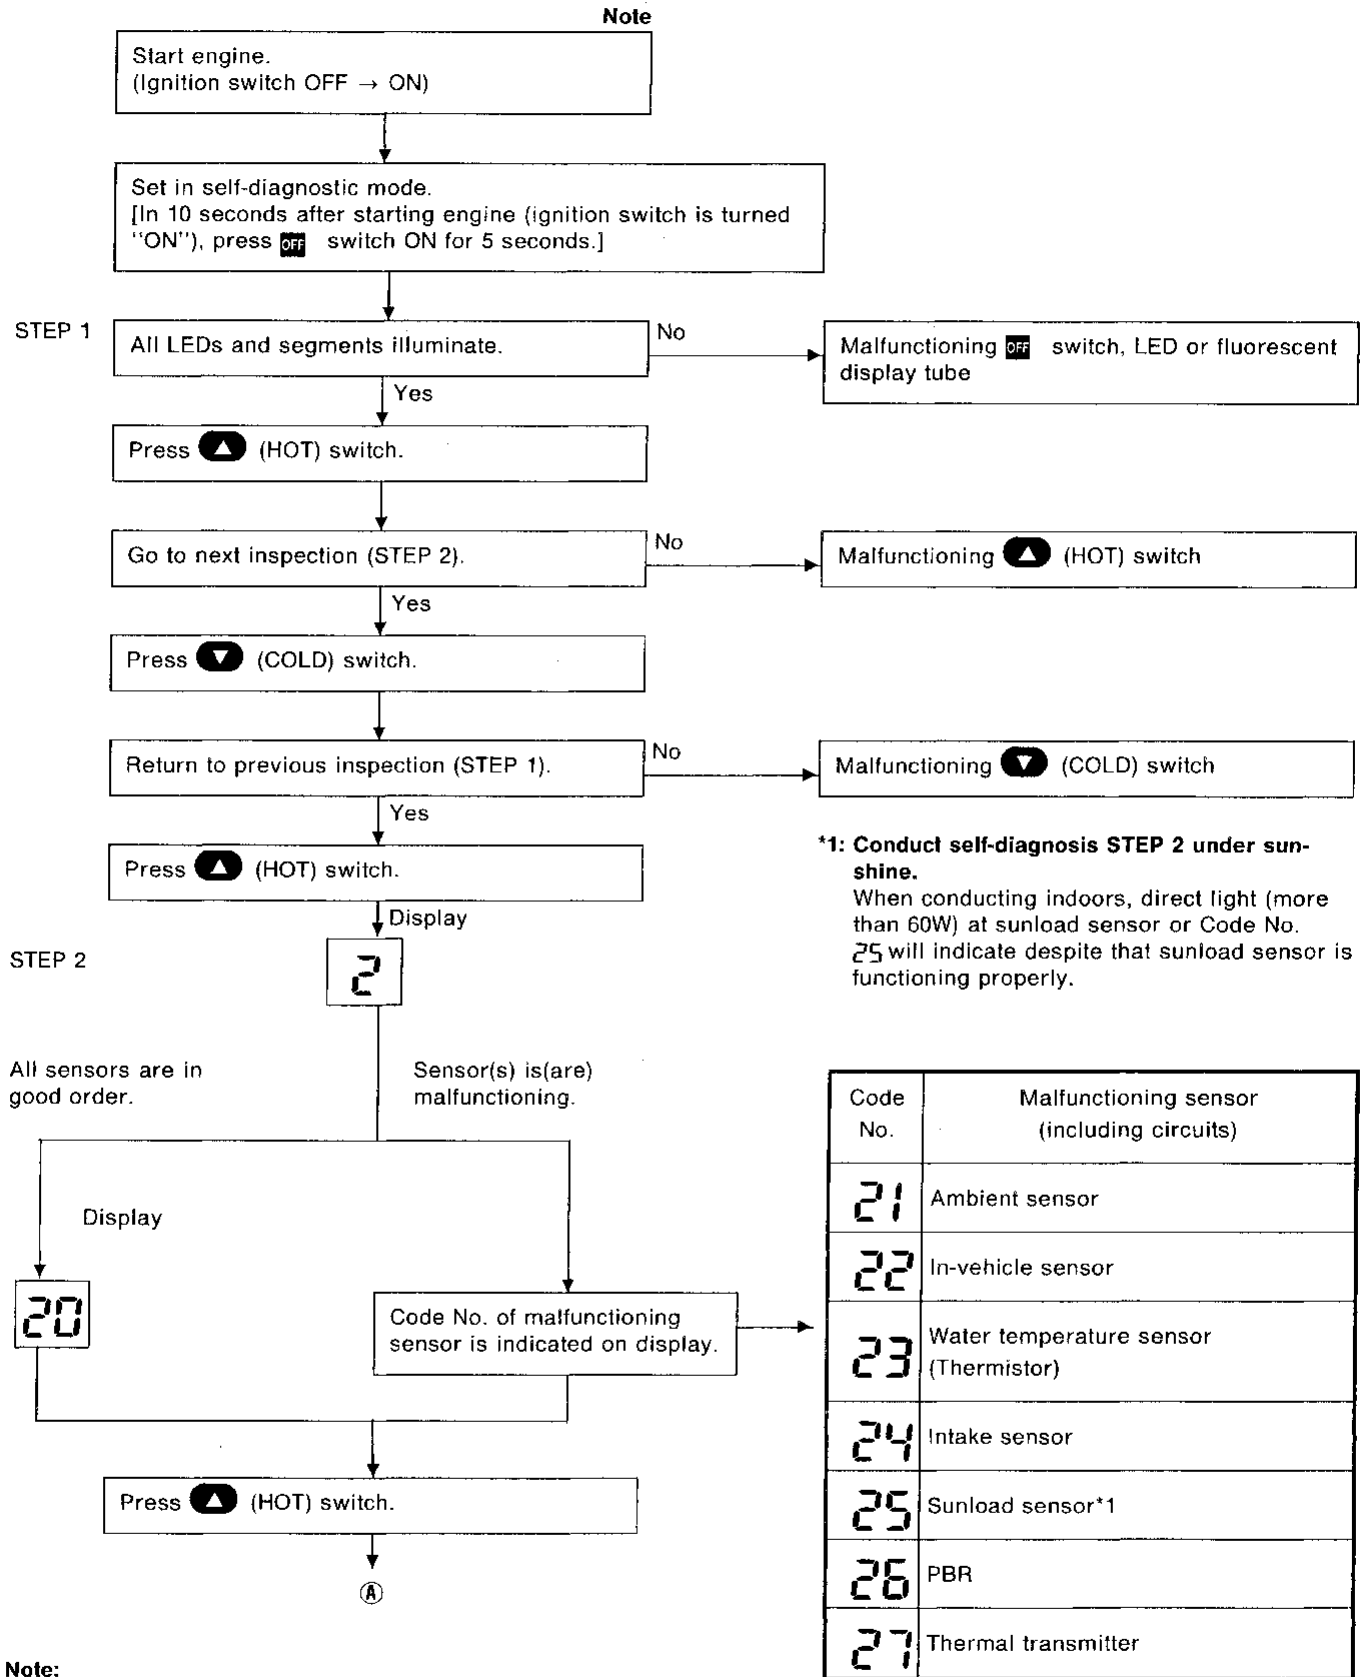 Note
Start engine.
(Ignition switch OFF → ON)
Set in self-diagnostic mode.
[In 10 seconds after starting engine (ignition switch is turned
"ON"), press OFF switch ON for 5 seconds.]
STEP 1
All LEDs and segments illuminate.
No
Malfunctioning OFF switch, LED or fluorescent
display tube
Yes
Press ▲ (HOT) switch.
Go to next inspection (STEP 2).
No
Malfunctioning ▲ (HOT) switch
Yes
Press ▼ (COLD) switch.
Return to previous inspection (STEP 1).
No
Malfunctioning ▼ (COLD) switch
Yes
Press ▲ (HOT) switch.
Display
STEP 2
2
*1: Conduct self-diagnosis STEP 2 under sun-
shine.
When conducting indoors, direct light (more
than 60W) at sunload sensor or Code No.
25 will indicate despite that sunload sensor is
functioning properly.
All sensors are in
good order.
Sensor(s) is(are)
malfunctioning.
Display
20
Code No. of malfunctioning
sensor is indicated on display.
Press ▲ (HOT) switch.
Ⓐ
Code
No.
Malfunctioning sensor
(including circuits)
21 Ambient sensor
22 In-vehicle sensor
23 Water temperature sensor
(Thermistor)
24 Intake sensor
25 Sunload sensor*1
26 PBR
27 Thermal transmitter
Note: